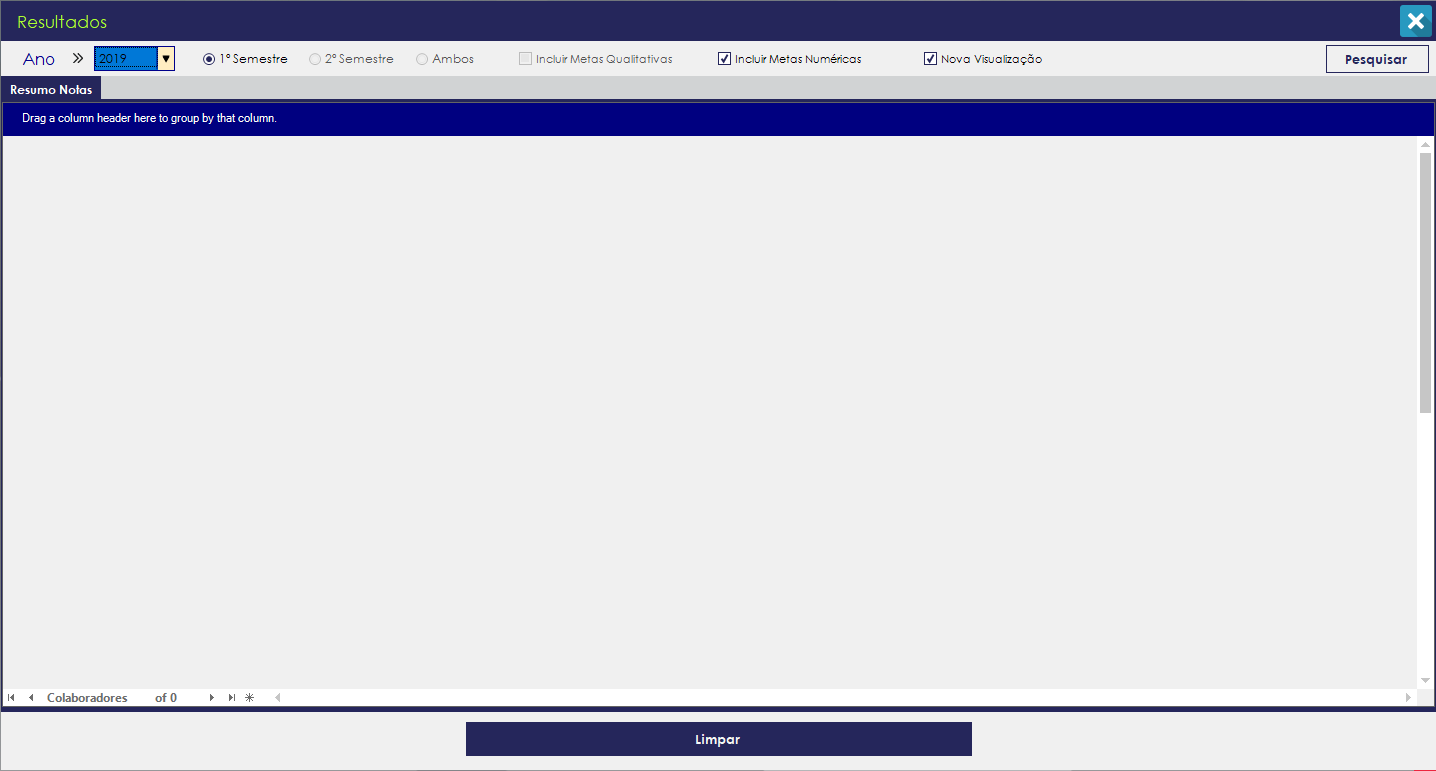 Resultados
Ano » 2019 1º Semestre 2º Semestre Ambos Incluir Metas Qualitativas Incluir Metas Numéricas Nova Visualização Pesquisar
Resumo Notas
Drag a column header here to group by that column.
Colaboradores of 0
Limpar